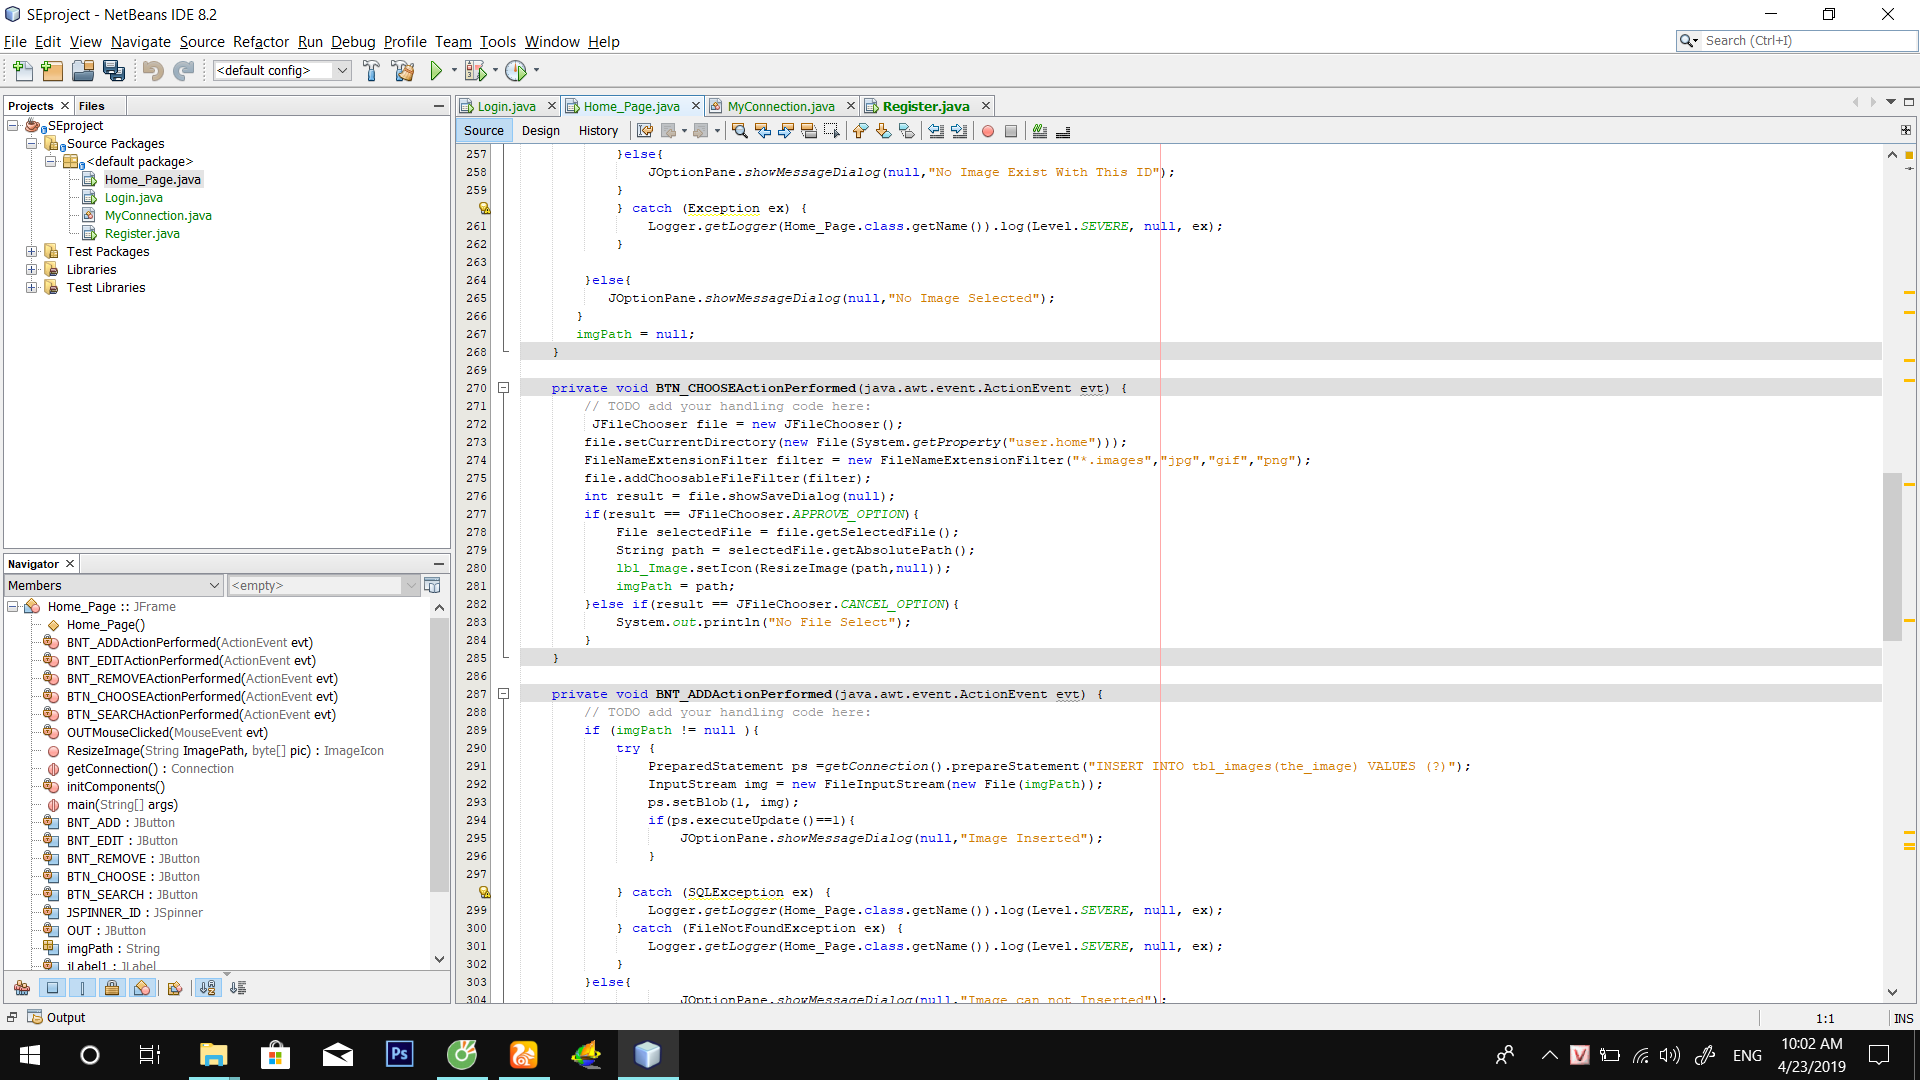 SEproject - NetBeans IDE 8.2
File Edit View Navigate Source Refactor Run Debug Profile Team Tools Window Help
Search (Ctrl+I)
<default config>
Projects Files
SEproject
Source Packages
<default package>
Home_Page.java
Login.java
MyConnection.java
Register.java
Test Packages
Libraries
Test Libraries
Navigator
Members <empty>
Home_Page :: JFrame
Home_Page()
BNT_ADDActionPerformed(ActionEvent evt)
BNT_EDITActionPerformed(ActionEvent evt)
BNT_REMOVEActionPerformed(ActionEvent evt)
BTN_CHOOSEActionPerformed(ActionEvent evt)
BTN_SEARCHActionPerformed(ActionEvent evt)
OUTMouseClicked(MouseEvent evt)
ResizeImage(String ImagePath, byte[] pic) : ImageIcon
getConnection() : Connection
initComponents()
main(String[] args)
BNT_ADD : JButton
BNT_EDIT : JButton
BNT_REMOVE : JButton
BTN_CHOOSE : JButton
BTN_SEARCH : JButton
JSPINNER_ID : JSpinner
OUT : JButton
imgPath : String
jLabel1 : JLabel
Login.java Home_Page.java MyConnection.java Register.java
Source Design History
257 }else{
258 JOptionPane.showMessageDialog(null,"No Image Exist With This ID");
259 }
} catch (Exception ex) {
261 Logger.getLogger(Home_Page.class.getName()).log(Level.SEVERE, null, ex);
262 }
263
264 }else{
265 JOptionPane.showMessageDialog(null,"No Image Selected");
266 }
267 imgPath = null;
268 }
269
270 private void BTN_CHOOSEActionPerformed(java.awt.event.ActionEvent evt) {
271 // TODO add your handling code here:
272 JFileChooser file = new JFileChooser();
273 file.setCurrentDirectory(new File(System.getProperty("user.home")));
274 FileNameExtensionFilter filter = new FileNameExtensionFilter("*.images","jpg","gif","png");
275 file.addChoosableFileFilter(filter);
276 int result = file.showSaveDialog(null);
277 if(result == JFileChooser.APPROVE_OPTION){
278 File selectedFile = file.getSelectedFile();
279 String path = selectedFile.getAbsolutePath();
280 lbl_Image.setIcon(ResizeImage(path,null));
281 imgPath = path;
282 }else if(result == JFileChooser.CANCEL_OPTION){
283 System.out.println("No File Select");
284 }
285 }
286
287 private void BNT_ADDActionPerformed(java.awt.event.ActionEvent evt) {
288 // TODO add your handling code here:
289 if (imgPath != null ){
290 try {
291 PreparedStatement ps =getConnection().prepareStatement("INSERT INTO tbl_images(the_image) VALUES (?)");
292 InputStream img = new FileInputStream(new File(imgPath));
293 ps.setBlob(1, img);
294 if(ps.executeUpdate()==1){
295 JOptionPane.showMessageDialog(null,"Image Inserted");
296 }
297
} catch (SQLException ex) {
299 Logger.getLogger(Home_Page.class.getName()).log(Level.SEVERE, null, ex);
300 } catch (FileNotFoundException ex) {
301 Logger.getLogger(Home_Page.class.getName()).log(Level.SEVERE, null, ex);
302 }
303 }else{
304 JOptionPane.showMessageDialog(null,"Image can not Inserted");
Output
1:1 INS
Ps
V
ENG
10:02 AM
4/23/2019